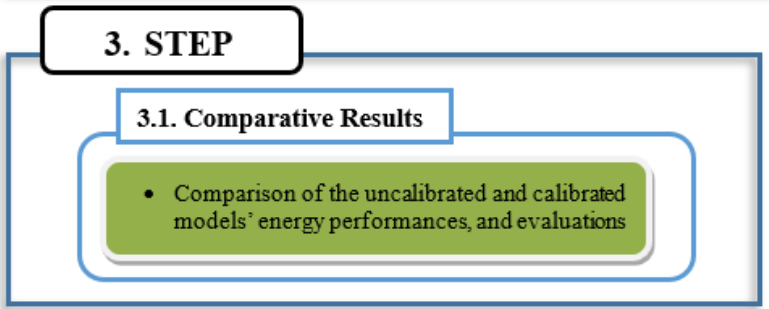 3. STEP
3.1. Comparative Results
• Comparison of the uncalibrated and calibrated
models’ energy performances, and evaluations